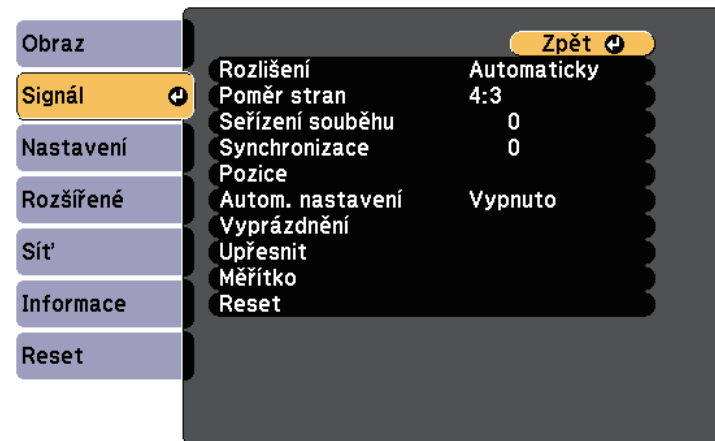 Obraz
Signál
Nastavení
Rozšířené
Síť
Informace
Reset
Zpět
Rozlišení Automaticky
Poměr stran 4:3
Seřízení souběhu 0
Synchronizace 0
Pozice
Autom. nastavení Vypnuto
Vyprázdnění
Upřesnit
Měřítko
Reset